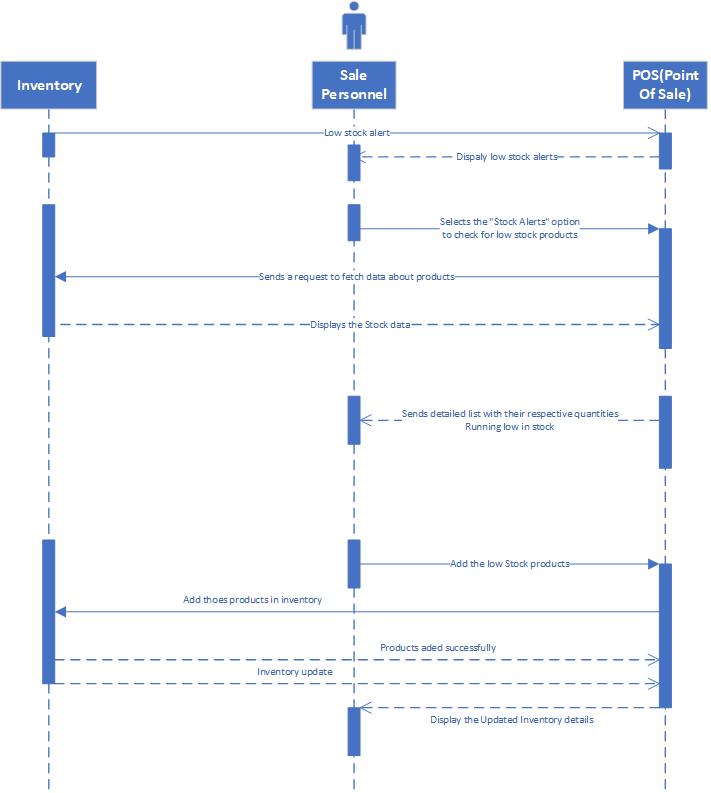 Inventory
Sale
Personnel
POS(Point
Of Sale)
Low stock alert
Dispaly low stock alerts
Selects the "Stock Alerts" option
to check for low stock products
Sends a request to fetch data about products
Displays the Stock data
Sends detailed list with their respective quantities
Running low in stock
Add the low Stock products
Add thoes products in inventory
Products aded successfully
Inventory update
Display the Updated Inventory details